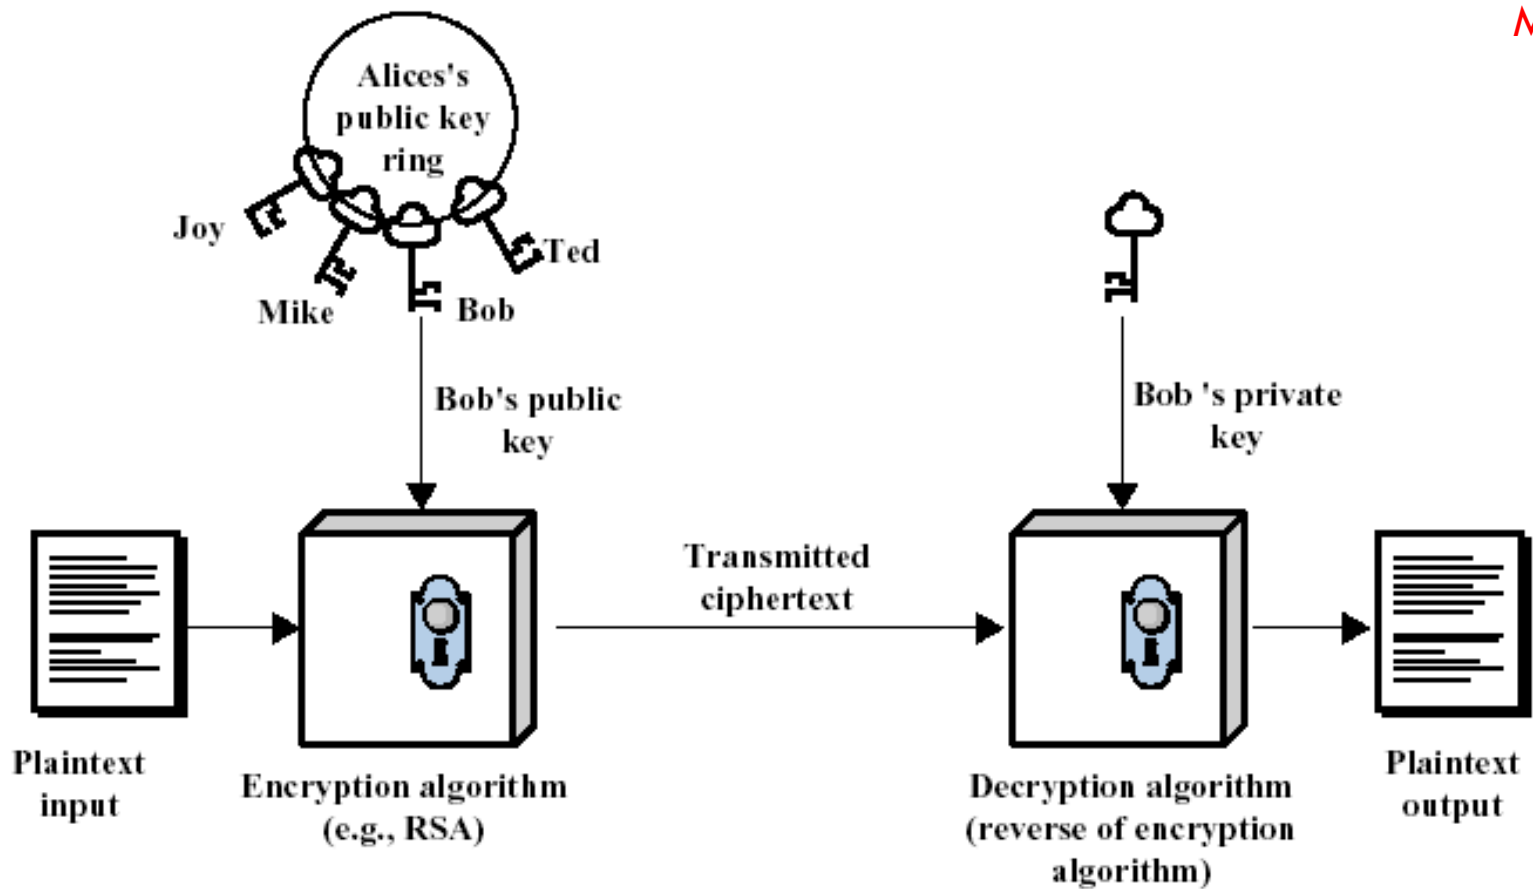 Alices's
public key
ring
Joy
Mike
Bob
Ted
Bob's public
key
Bob 's private
key
Transmitted
ciphertext
Plaintext
input
Encryption algorithm
(e.g., RSA)
Decryption algorithm
(reverse of encryption
algorithm)
Plaintext
output